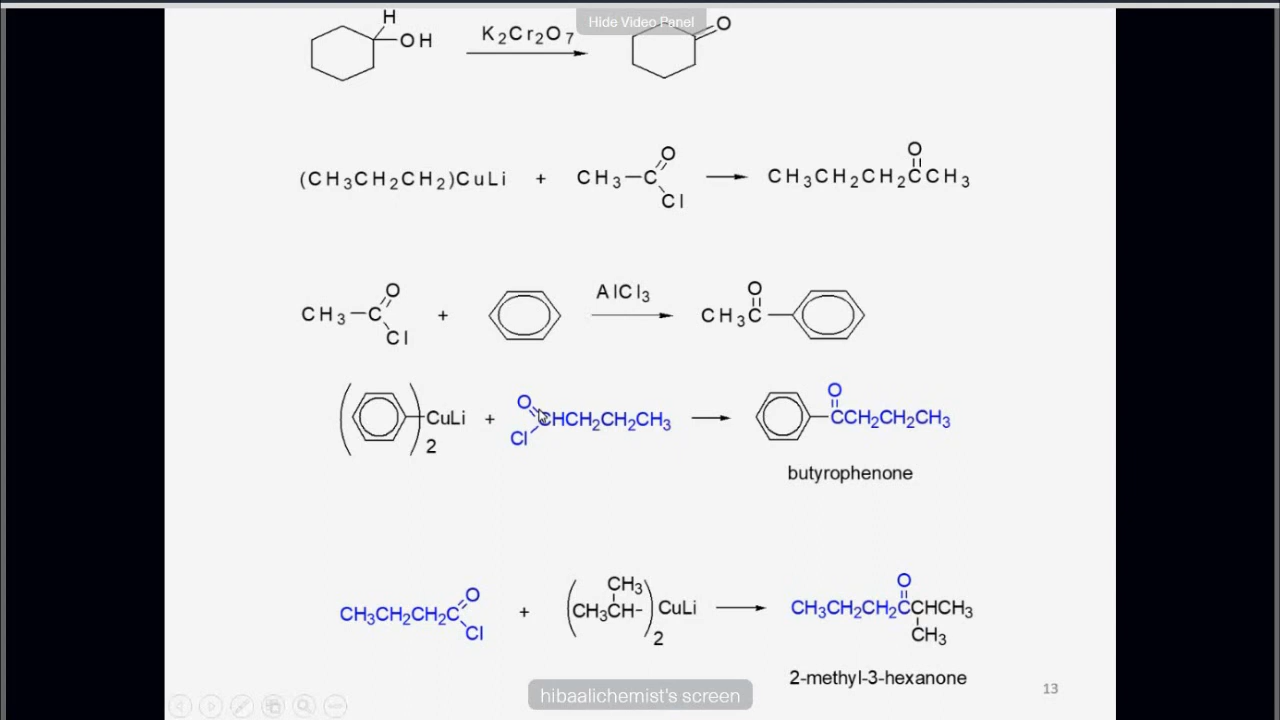 Hide Video Panel
H
OH
K2Cr2O7
O
(CH3CH2CH2)CuLi + CH3-C O Cl CH3CH2CH2CCH3 O
CH3-C O Cl + AlCl3 CH3C O
( )2 CuLi + O Cl CHCH2CH2CH3 O CCH2CH2CH3
butyrophenone
CH3CH2CH2C O Cl + (CH3CH- CH3)2 CuLi CH3CH2CH2CCHCH3 O CH3
2-methyl-3-hexanone
13
hibaalichemist's screen